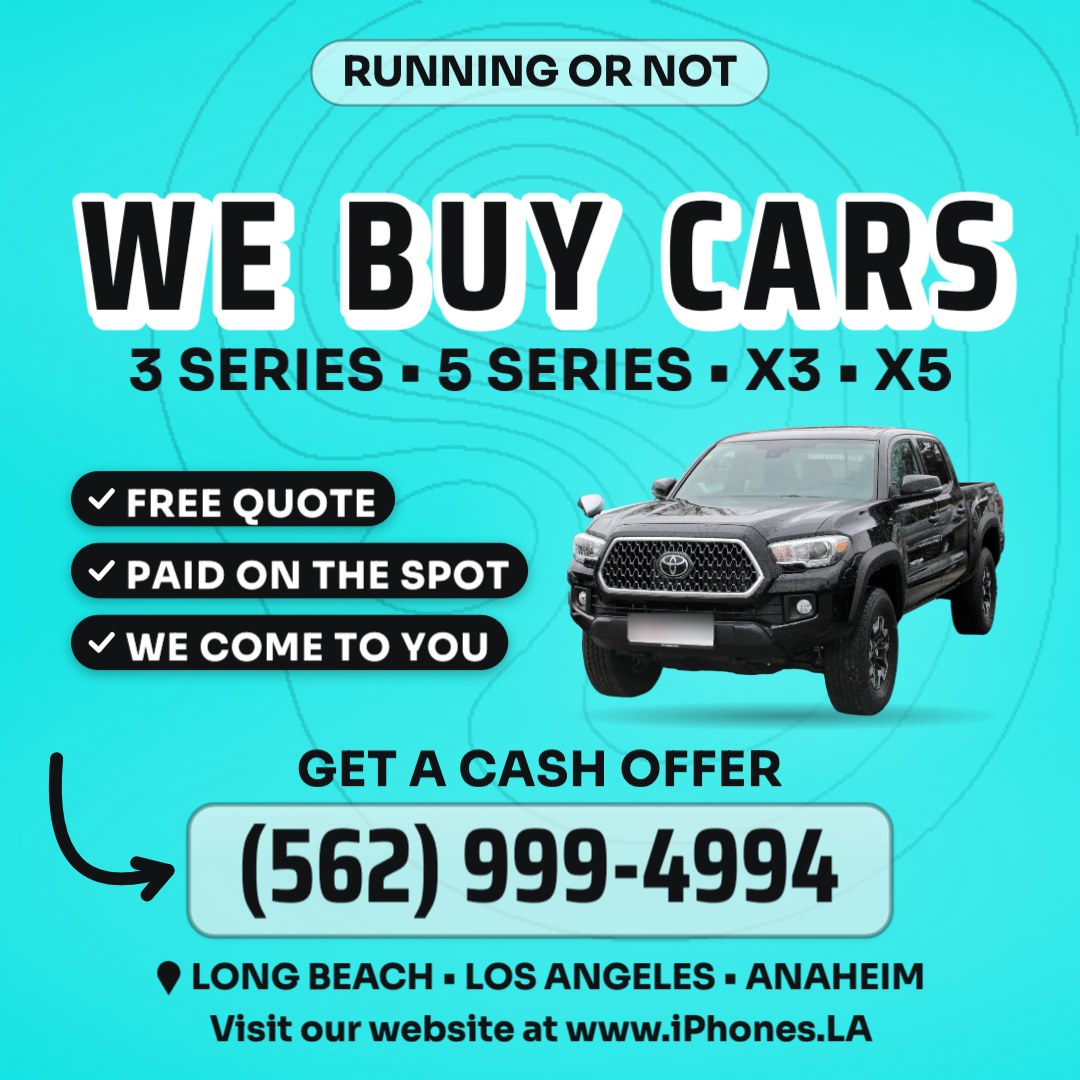 RUNNING OR NOT
WE BUY CARS
3 SERIES ▪ 5 SERIES ▪ X3 ▪ X5
✓ FREE QUOTE
✓ PAID ON THE SPOT
✓ WE COME TO YOU
GET A CASH OFFER
(562) 999-4994
LONG BEACH ▪ LOS ANGELES ▪ ANAHEIM
Visit our website at www.iPhones.LA